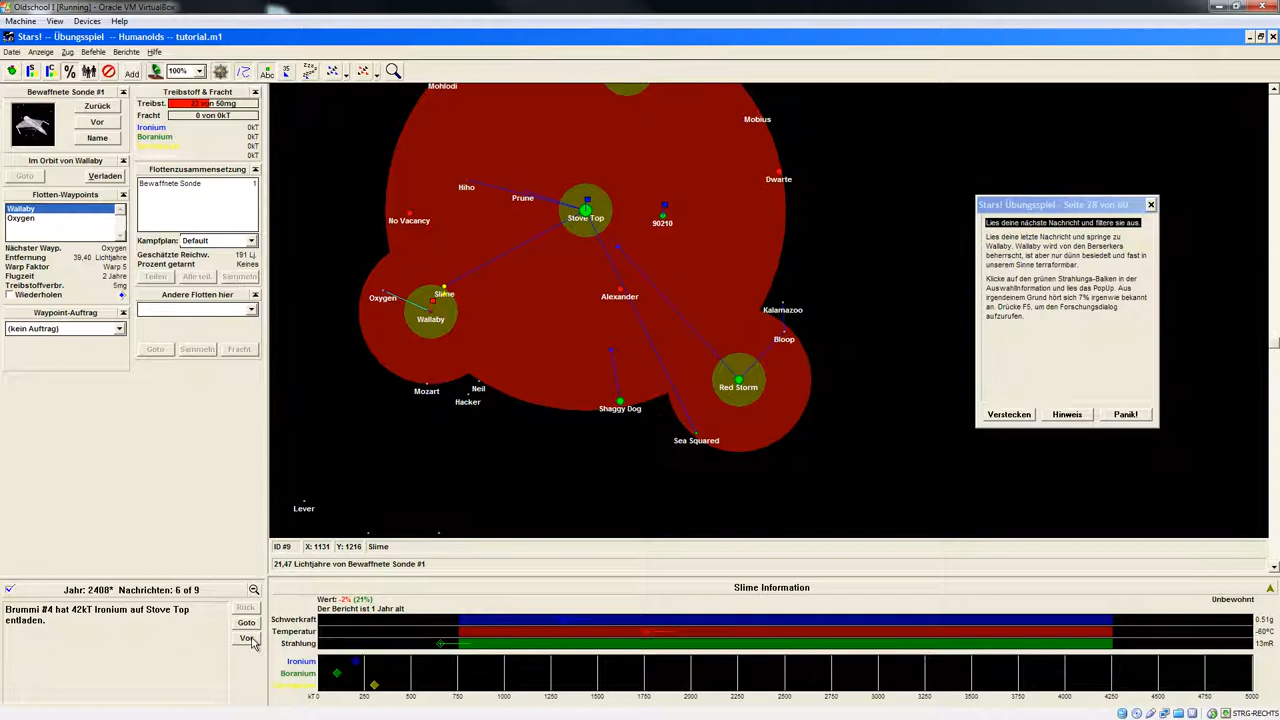 Oldschool I [Running] - Oracle VM VirtualBox
Machine View Devices Help
Stars! -- Übungsspiel -- Humanoids -- tutorial.m1
Datei Anzeige Zug Befehle Berichte Hilfe
Add 100% Abc 35
Bewaffnete Sonde #1
Zurück
Vor
Name
Im Orbit von Wallaby
Goto Verladen
Flotten-Waypoints
Wallaby
Oxygen
Nächster Wayp. Oxygen
Entfernung 39,40 Lichtjahre
Warp Faktor Warp 5
Flugzeit 2 Jahre
Treibstoffverbr. 5mg
Wiederholen
Waypoint-Auftrag
(kein Auftrag)
Treibstoff & Fracht
Treibst. 23 von 50mg
Fracht 0 von 0kT
Ironium 0kT
Boranium 0kT
0kT
0kT
Flottenzusammensetzung
Bewaffnete Sonde 1
Kampfplan: Default
Geschätzte Reichw. 191 Lj.
Prozent getarnt Keines
Teilen Alle teil. Sammeln
Andere Flotten hier
Goto Sammeln Fracht
Mohlodi
Mobius
Hiho
Dwarte
Prune
No Vacancy
Stove Top
90210
Oxygen
Slime
Alexander
Wallaby
Kalamazoo
Bloop
Mozart
Neil
Hacker
Red Storm
Shaggy Dog
Sea Squared
Lever
Stars! Übungsspiel - Seite 28 von 60
Lies deine nächste Nachricht und filtere sie aus.
Lies deine letzte Nachricht und springe zu
Wallaby. Wallaby wird von den Berserkers
beherrscht, ist aber nur dünn besiedelt und fast in
unserem Sinne terraformbar.
Klicke auf den grünen Strahlungs-Balken in der
Auswahlinformation und lies das PopUp. Aus
irgendeinem Grund hört sich 7% irgenwie bekannt
an. Drücke F5, um den Forschungsdialog
aufzurufen.
Verstecken Hinweis Panik!
ID #9 X: 1131 Y: 1216 Slime
21,47 Lichtjahre von Bewaffnete Sonde #1
Jahr: 2408* Nachrichten: 6 of 9
Brummi #4 hat 42kT Ironium auf Stove Top
entladen.
Rück
Goto
Vor
Slime Information
Wert: -2% (21%) Unbewohnt
Der Bericht ist 1 Jahr alt
Schwerkraft 0.51g
Temperatur -60°C
Strahlung 13mR
Ironium
Boranium
kT 0 250 500 750 1000 1250 1500 1750 2000 2250 2500 2750 3000 3250 3500 3750 4000 4250 4500 4750 5000
STRG-RECHTS